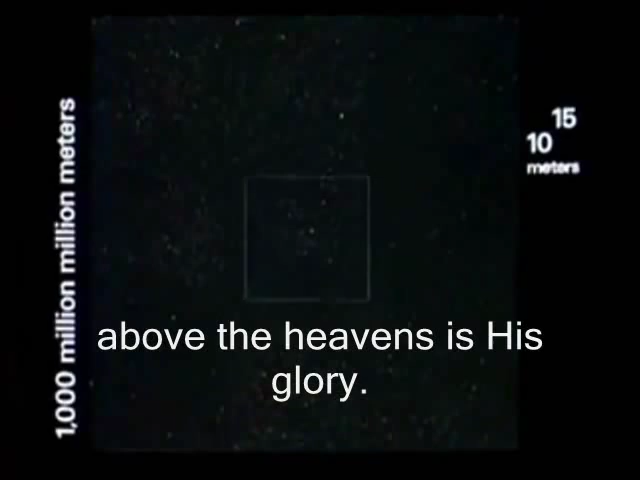 1,000 million million meters
10 15
meters
above the heavens is His
glory.